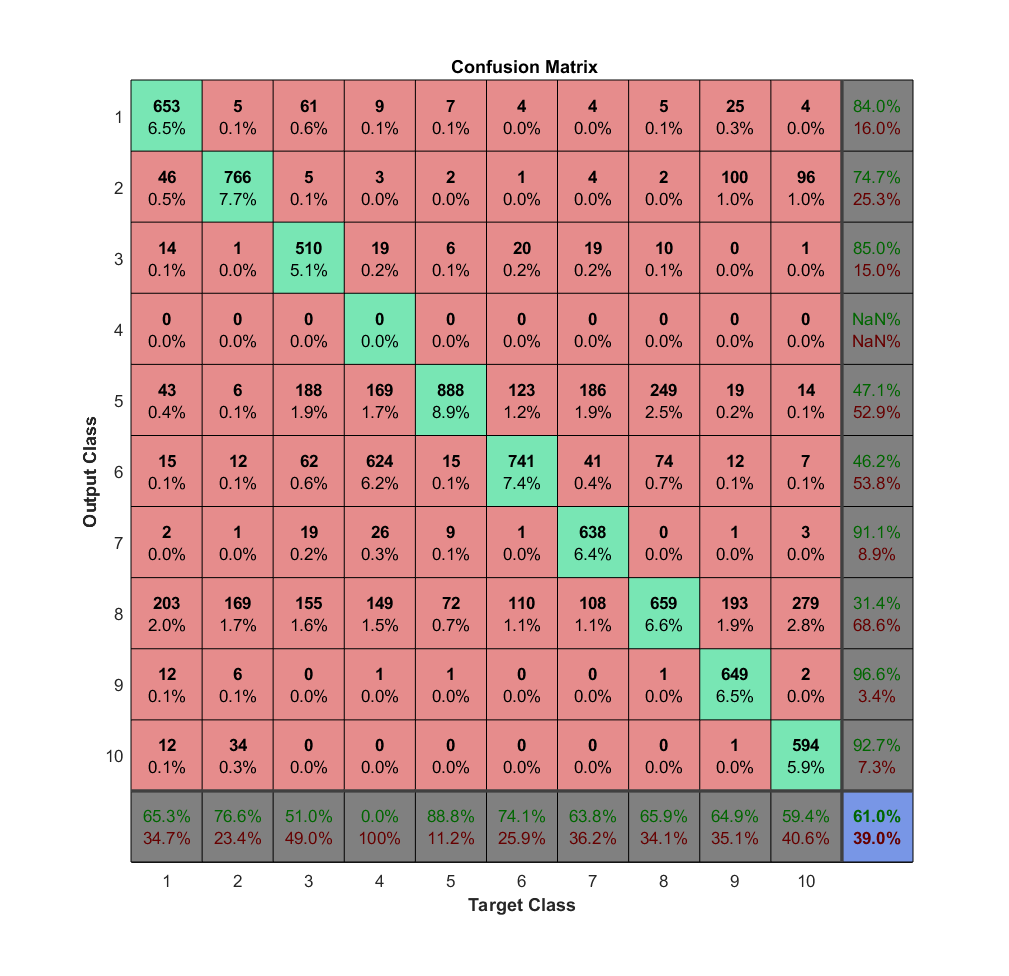 Confusion Matrix
653 5 61 9 7 4 4 5 25 4 84.0%
1
6.5% 0.1% 0.6% 0.1% 0.1% 0.0% 0.0% 0.1% 0.3% 0.0% 16.0%
46 766 5 3 2 1 4 2 100 96 74.7%
2
0.5% 7.7% 0.1% 0.0% 0.0% 0.0% 0.0% 0.0% 1.0% 1.0% 25.3%
14 1 510 19 6 20 19 10 0 1 85.0%
3
0.1% 0.0% 5.1% 0.2% 0.1% 0.2% 0.2% 0.1% 0.0% 0.0% 15.0%
0 0 0 0 0 0 0 0 0 0 NaN%
4
0.0% 0.0% 0.0% 0.0% 0.0% 0.0% 0.0% 0.0% 0.0% 0.0% NaN%
43 6 188 169 888 123 186 249 19 14 47.1%
5
0.4% 0.1% 1.9% 1.7% 8.9% 1.2% 1.9% 2.5% 0.2% 0.1% 52.9%
15 12 62 624 15 741 41 74 12 7 46.2%
6
0.1% 0.1% 0.6% 6.2% 0.1% 7.4% 0.4% 0.7% 0.1% 0.1% 53.8%
2 1 19 26 9 1 638 0 1 3 91.1%
7
0.0% 0.0% 0.2% 0.3% 0.1% 0.0% 6.4% 0.0% 0.0% 0.0% 8.9%
203 169 155 149 72 110 108 659 193 279 31.4%
8
2.0% 1.7% 1.6% 1.5% 0.7% 1.1% 1.1% 6.6% 1.9% 2.8% 68.6%
12 6 0 1 1 0 0 1 649 2 96.6%
9
0.1% 0.1% 0.0% 0.0% 0.0% 0.0% 0.0% 0.0% 6.5% 0.0% 3.4%
12 34 0 0 0 0 0 0 1 594 92.7%
10
0.1% 0.3% 0.0% 0.0% 0.0% 0.0% 0.0% 0.0% 0.0% 5.9% 7.3%
65.3% 76.6% 51.0% 0.0% 88.8% 74.1% 63.8% 65.9% 64.9% 59.4% 61.0%
34.7% 23.4% 49.0% 100% 11.2% 25.9% 36.2% 34.1% 35.1% 40.6% 39.0%
1 2 3 4 5 6 7 8 9 10
Target Class
Output Class